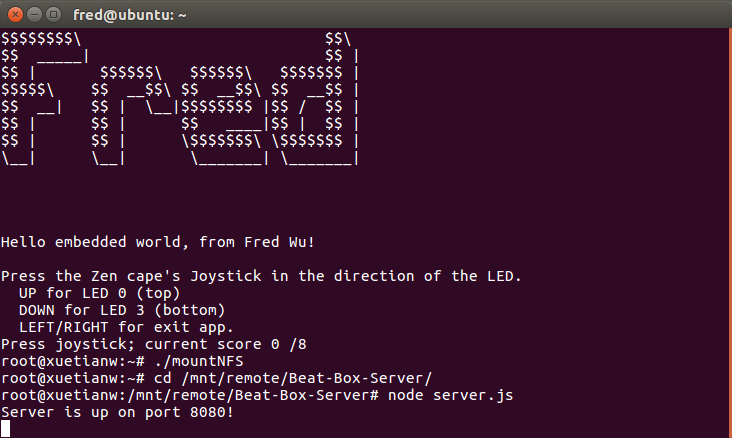 fred@ubuntu: ~
$$$$$$$$\                           $$\
$$  _____|                          $$ |
$$ |       $$$$$$\   $$$$$$\   $$$$$$$ |
$$$$$\    $$  __$$\ $$  __$$\ $$  __$$ |
$$  __|   $$ |  \__|$$$$$$$$ |$$ /  $$ |
$$ |      $$ |      $$   ____|$$ |  $$ |
$$ |      $$ |      \$$$$$$$\ \$$$$$$$ |
\__|      \__|       \_______| \_______|
Hello embedded world, from Fred Wu!
Press the Zen cape's Joystick in the direction of the LED.
  UP for LED 0 (top)
  DOWN for LED 3 (bottom)
  LEFT/RIGHT for exit app.
Press joystick; current score 0 /8
root@xuetianw:~# ./mountNFS
root@xuetianw:~# cd /mnt/remote/Beat-Box-Server/
root@xuetianw:/mnt/remote/Beat-Box-Server# node server.js
Server is up on port 8080!